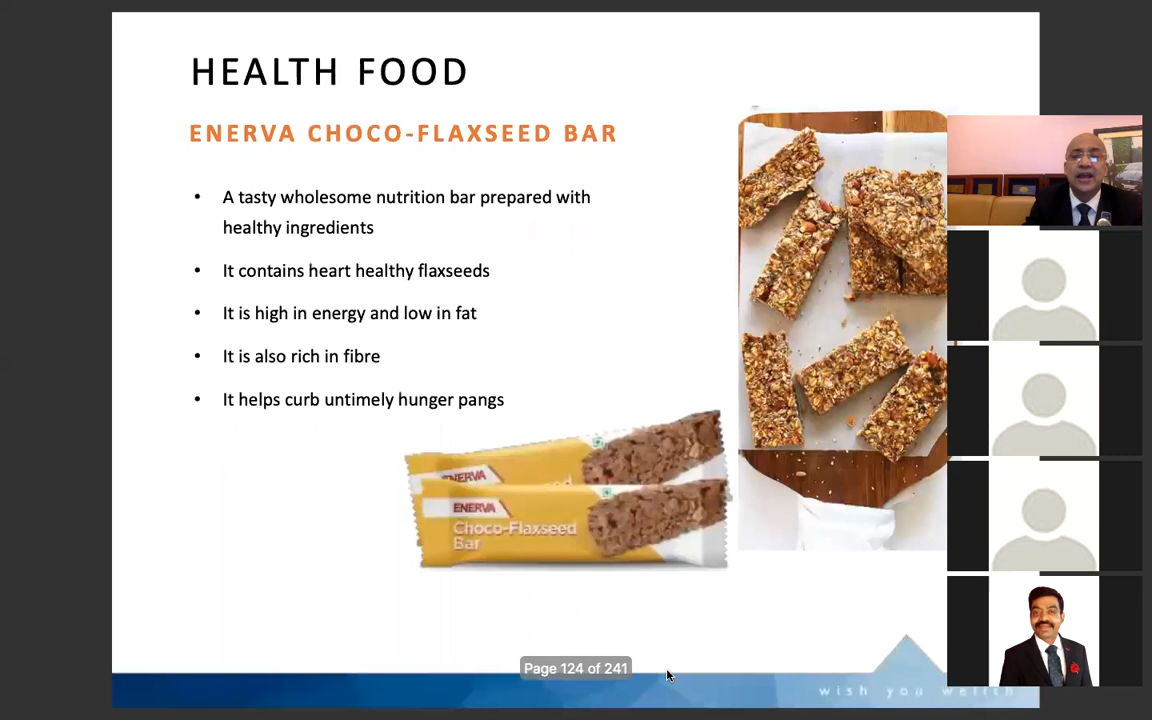 HEALTH FOOD
ENERVA CHOCO-FLAXSEED BAR
• A tasty wholesome nutrition bar prepared with
healthy ingredients
• It contains heart healthy flaxseeds
• It is high in energy and low in fat
• It is also rich in fibre
• It helps curb untimely hunger pangs
ENERVA
ENERVA
Choco-Flaxseed
Bar
Page 124 of 241
wish you wellth